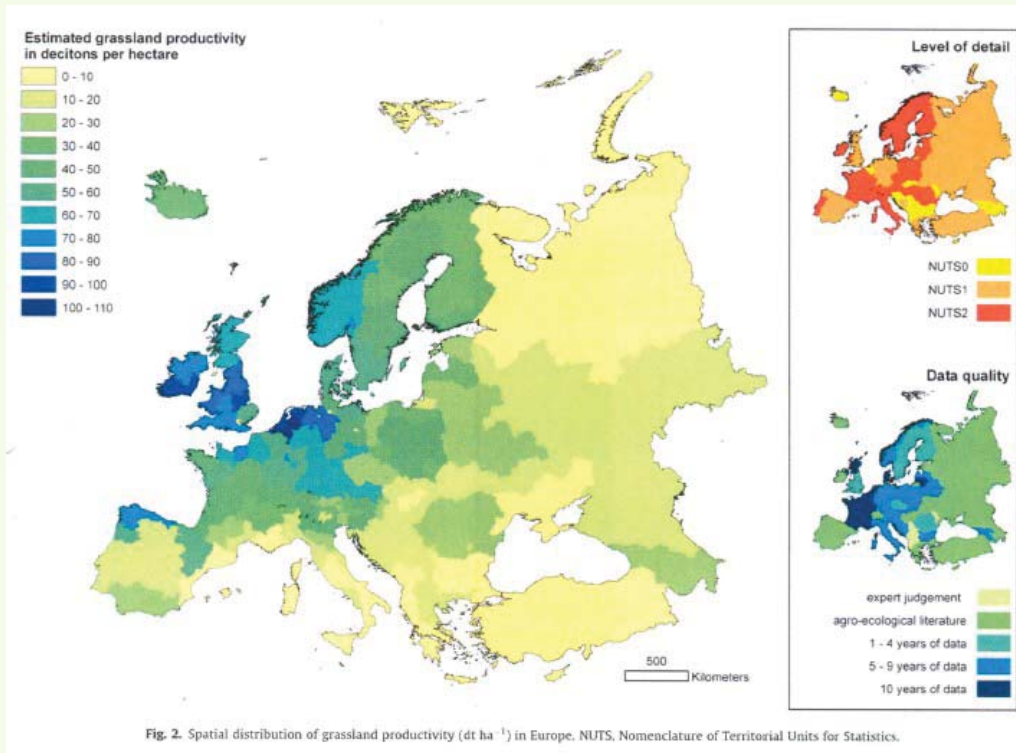 Estimated grassland productivity
in decitons per hectare
0 - 10
10 - 20
20 - 30
30 - 40
40 - 50
50 - 60
60 - 70
70 - 80
80 - 90
90 - 100
100 - 110
500
Kilometers
Level of detail
NUTS0
NUTS1
NUTS2
Data quality
expert judgement
agro-ecological literature
1 - 4 years of data
5 - 9 years of data
10 years of data
Fig. 2. Spatial distribution of grassland productivity (dt ha⁻¹) in Europe. NUTS, Nomenclature of Territorial Units for Statistics.